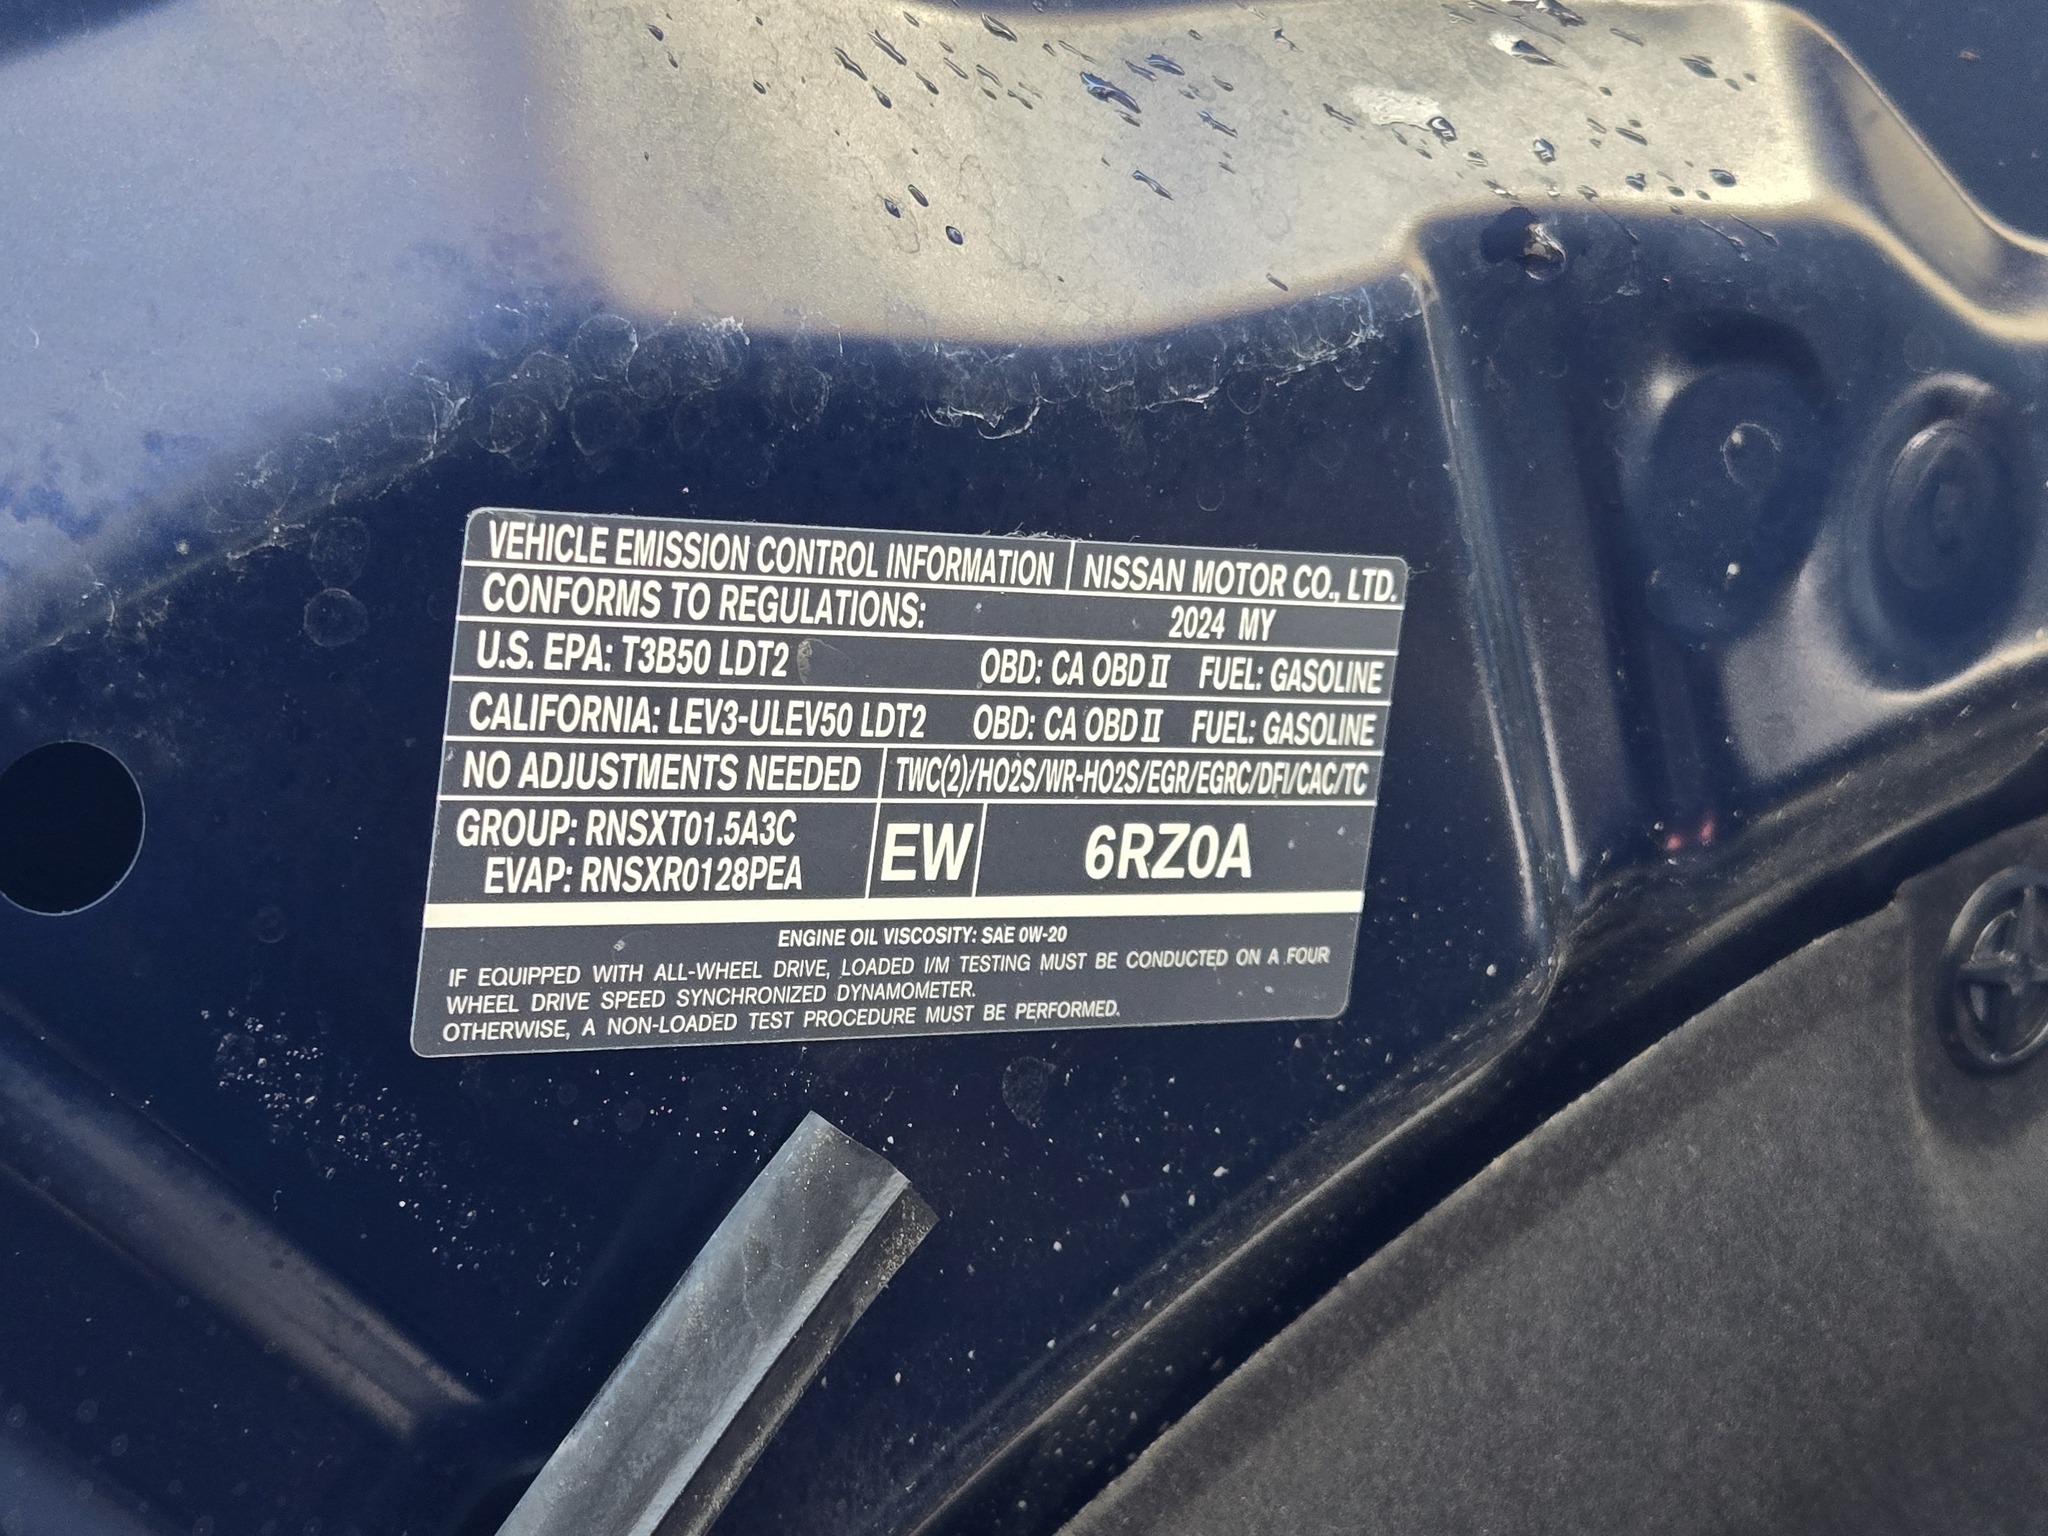 VEHICLE EMISSION CONTROL INFORMATION NISSAN MOTOR CO., LTD.
CONFORMS TO REGULATIONS: 2024 MY
U.S. EPA: T3B50 LDT2 OBD: CA OBD II FUEL: GASOLINE
CALIFORNIA: LEV3-ULEV50 LDT2 OBD: CA OBD II FUEL: GASOLINE
NO ADJUSTMENTS NEEDED TWC(2)/HO2S/WR-HO2S/EGR/EGRC/DFI/CAC/TC
GROUP: RNSXT01.5A3C
EVAP: RNSXR0128PEA
EW 6RZ0A
ENGINE OIL VISCOSITY: SAE 0W-20
IF EQUIPPED WITH ALL-WHEEL DRIVE, LOADED I/M TESTING MUST BE CONDUCTED ON A FOUR
WHEEL DRIVE SPEED SYNCHRONIZED DYNAMOMETER.
OTHERWISE, A NON-LOADED TEST PROCEDURE MUST BE PERFORMED.